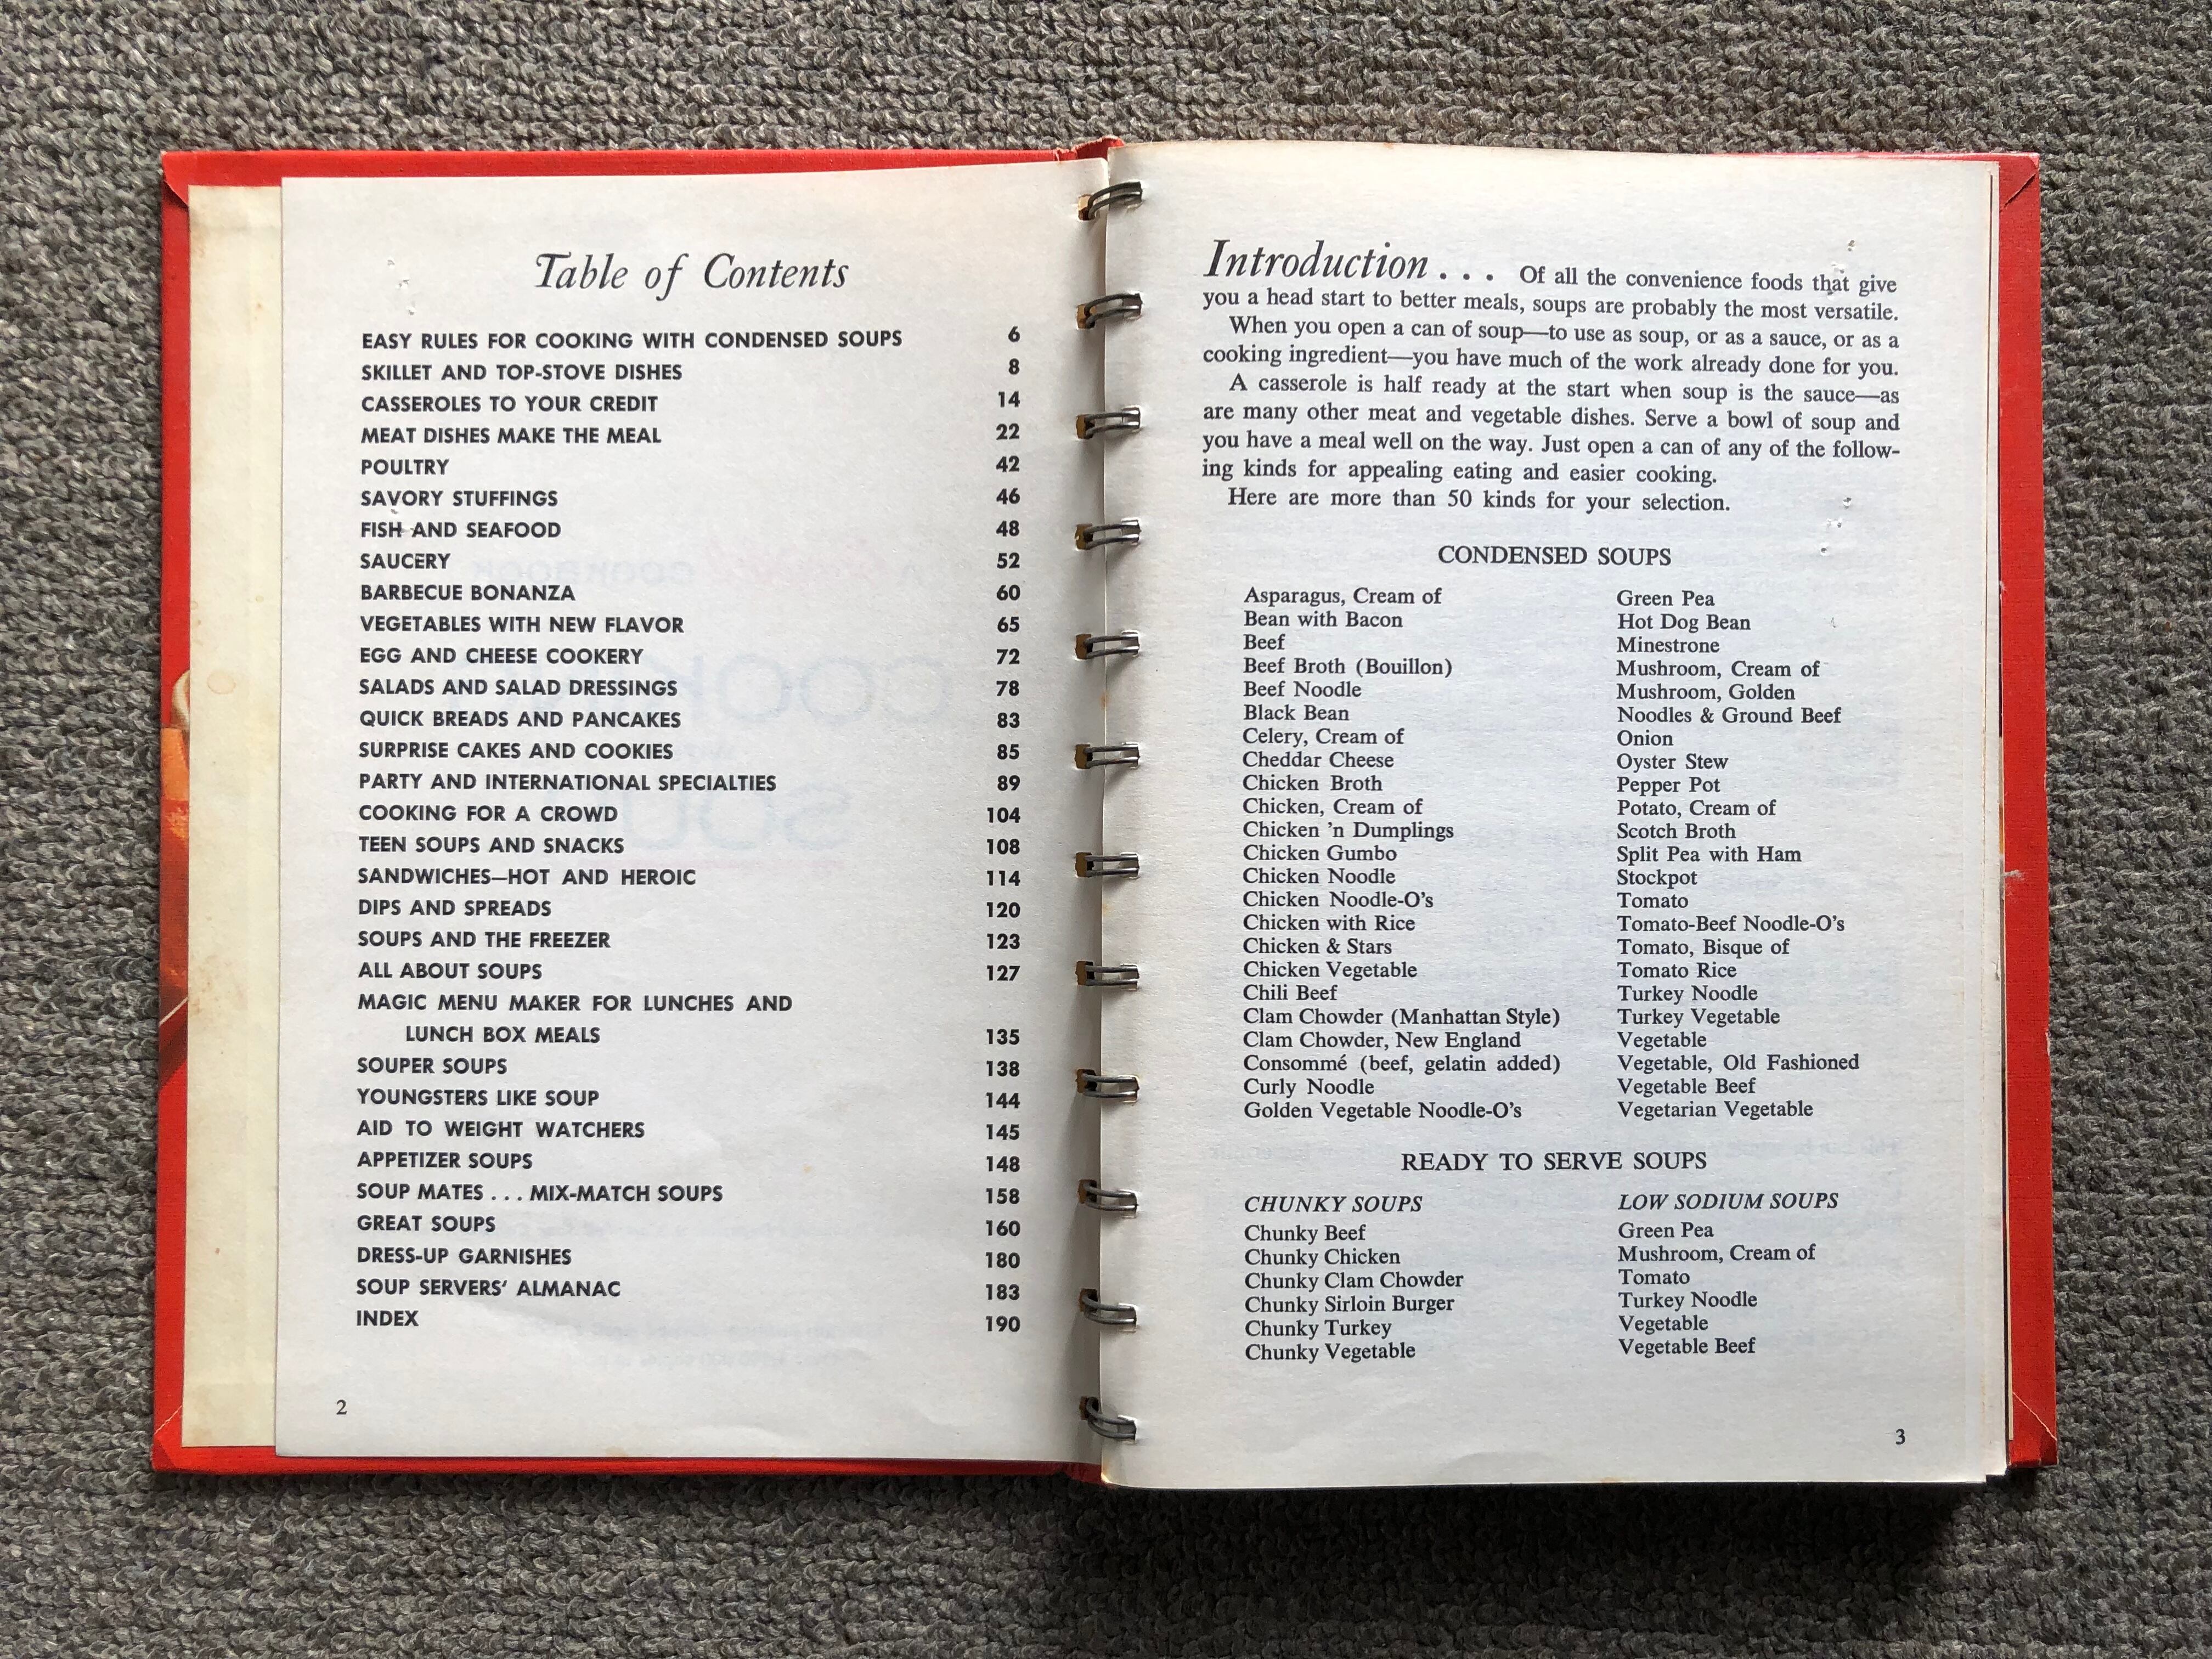 Table of Contents
EASY RULES FOR COOKING WITH CONDENSED SOUPS 6
SKILLET AND TOP-STOVE DISHES 8
CASSEROLES TO YOUR CREDIT 14
MEAT DISHES MAKE THE MEAL 22
POULTRY 42
SAVORY STUFFINGS 46
FISH AND SEAFOOD 48
SAUCERY 52
BARBECUE BONANZA 60
VEGETABLES WITH NEW FLAVOR 65
EGG AND CHEESE COOKERY 72
SALADS AND SALAD DRESSINGS 78
QUICK BREADS AND PANCAKES 83
SURPRISE CAKES AND COOKIES 85
PARTY AND INTERNATIONAL SPECIALTIES 89
COOKING FOR A CROWD 104
TEEN SOUPS AND SNACKS 108
SANDWICHES—HOT AND HEROIC 114
DIPS AND SPREADS 120
SOUPS AND THE FREEZER 123
ALL ABOUT SOUPS 127
MAGIC MENU MAKER FOR LUNCHES AND
LUNCH BOX MEALS 135
SOUPER SOUPS 138
YOUNGSTERS LIKE SOUP 144
AID TO WEIGHT WATCHERS 145
APPETIZER SOUPS 148
SOUP MATES . . . MIX-MATCH SOUPS 158
GREAT SOUPS 160
DRESS-UP GARNISHES 180
SOUP SERVERS' ALMANAC 183
INDEX 190
2
Introduction . . . Of all the convenience foods that give
you a head start to better meals, soups are probably the most versatile.
When you open a can of soup—to use as soup, or as a sauce, or as a
cooking ingredient—you have much of the work already done for you.
A casserole is half ready at the start when soup is the sauce—as
are many other meat and vegetable dishes. Serve a bowl of soup and
you have a meal well on the way. Just open a can of any of the follow-
ing kinds for appealing eating and easier cooking.
Here are more than 50 kinds for your selection.
CONDENSED SOUPS
Asparagus, Cream of
Bean with Bacon
Beef
Beef Broth (Bouillon)
Beef Noodle
Black Bean
Celery, Cream of
Cheddar Cheese
Chicken Broth
Chicken, Cream of
Chicken 'n Dumplings
Chicken Gumbo
Chicken Noodle
Chicken Noodle-O's
Chicken with Rice
Chicken & Stars
Chicken Vegetable
Chili Beef
Clam Chowder (Manhattan Style)
Clam Chowder, New England
Consommé (beef, gelatin added)
Curly Noodle
Golden Vegetable Noodle-O's
Green Pea
Hot Dog Bean
Minestrone
Mushroom, Cream of
Mushroom, Golden
Noodles & Ground Beef
Onion
Oyster Stew
Pepper Pot
Potato, Cream of
Scotch Broth
Split Pea with Ham
Stockpot
Tomato
Tomato-Beef Noodle-O's
Tomato, Bisque of
Tomato Rice
Turkey Noodle
Turkey Vegetable
Vegetable
Vegetable, Old Fashioned
Vegetable Beef
Vegetarian Vegetable
READY TO SERVE SOUPS
CHUNKY SOUPS
Chunky Beef
Chunky Chicken
Chunky Clam Chowder
Chunky Sirloin Burger
Chunky Turkey
Chunky Vegetable
LOW SODIUM SOUPS
Green Pea
Mushroom, Cream of
Tomato
Turkey Noodle
Vegetable
Vegetable Beef
3